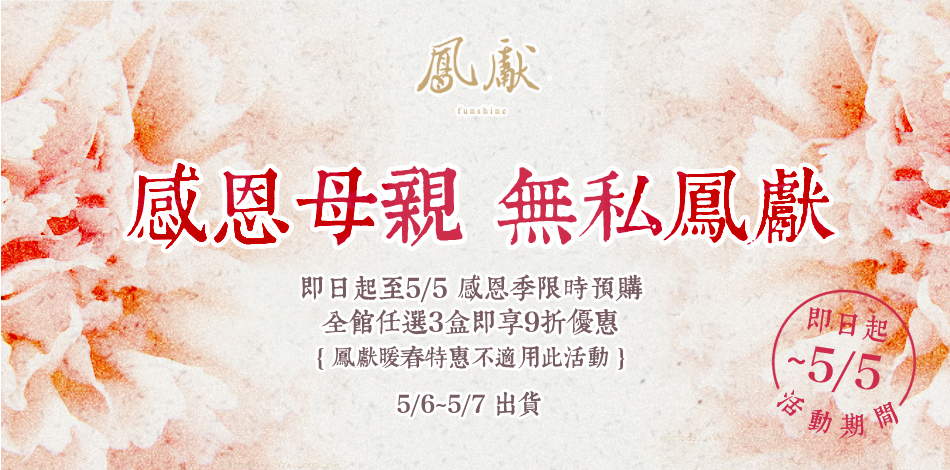 鳳獻
funshine
感恩母親 無私鳳獻
即日起至5/5 感恩季限時預購
全館任選3盒即享9折優惠
{ 鳳獻暖春特惠不適用此活動 }
5/6~5/7 出貨
即日起
~5/5
活動期間